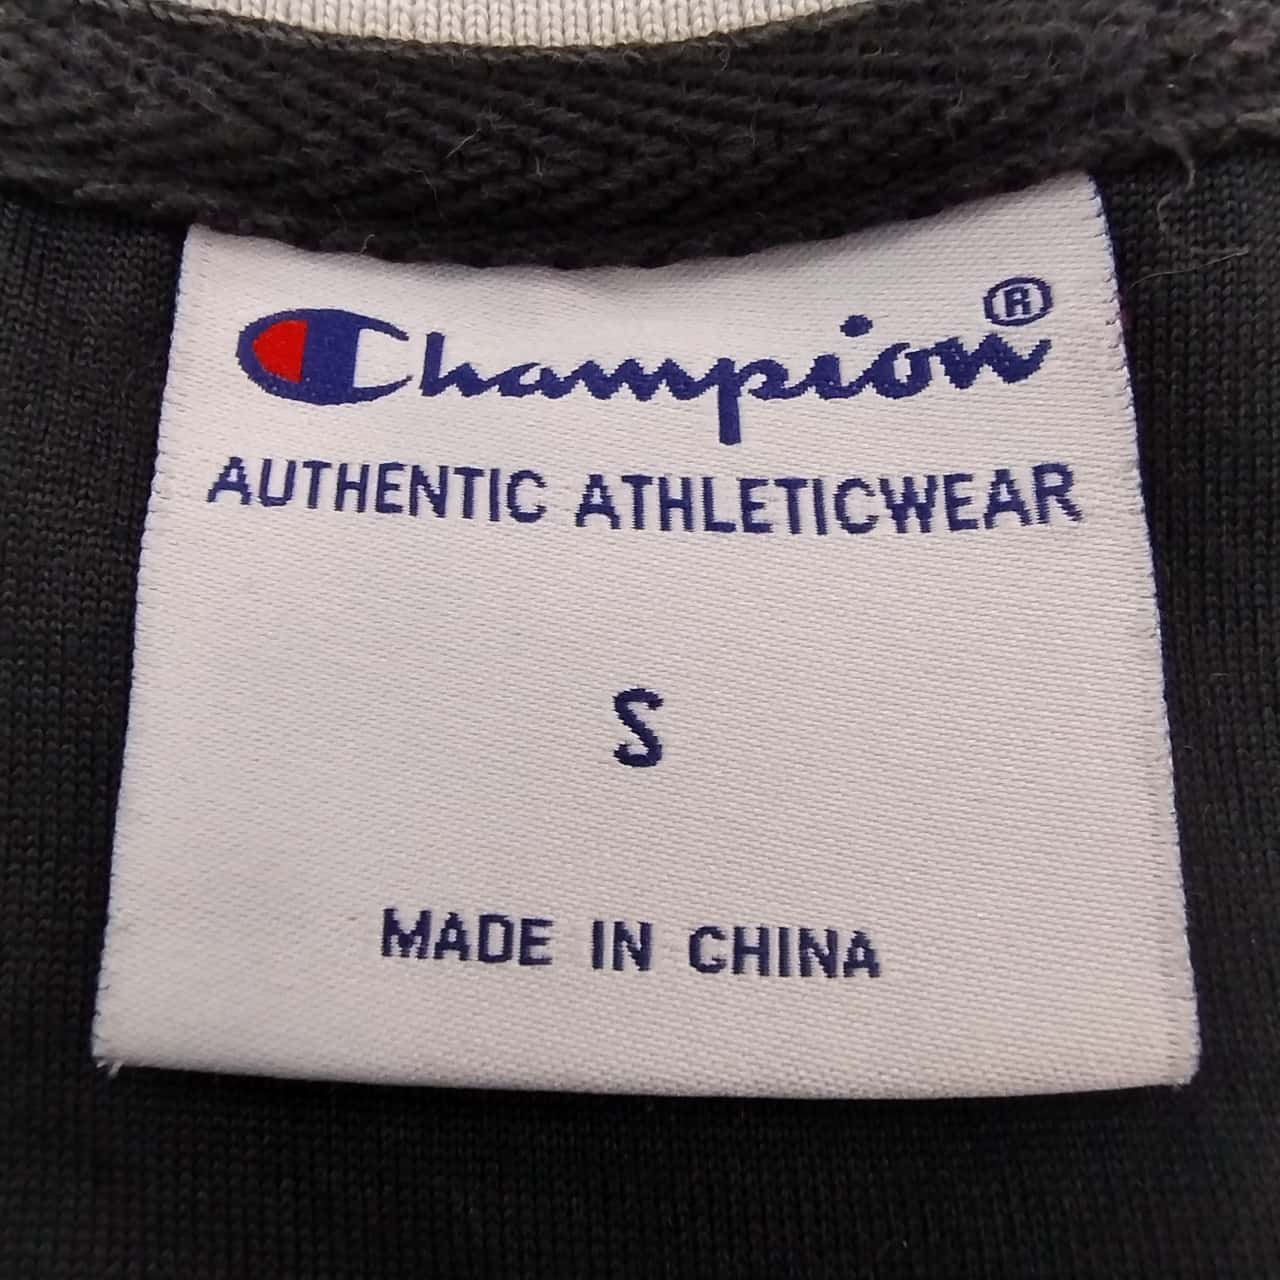 Champion®
AUTHENTIC ATHLETICWEAR
S
MADE IN CHINA